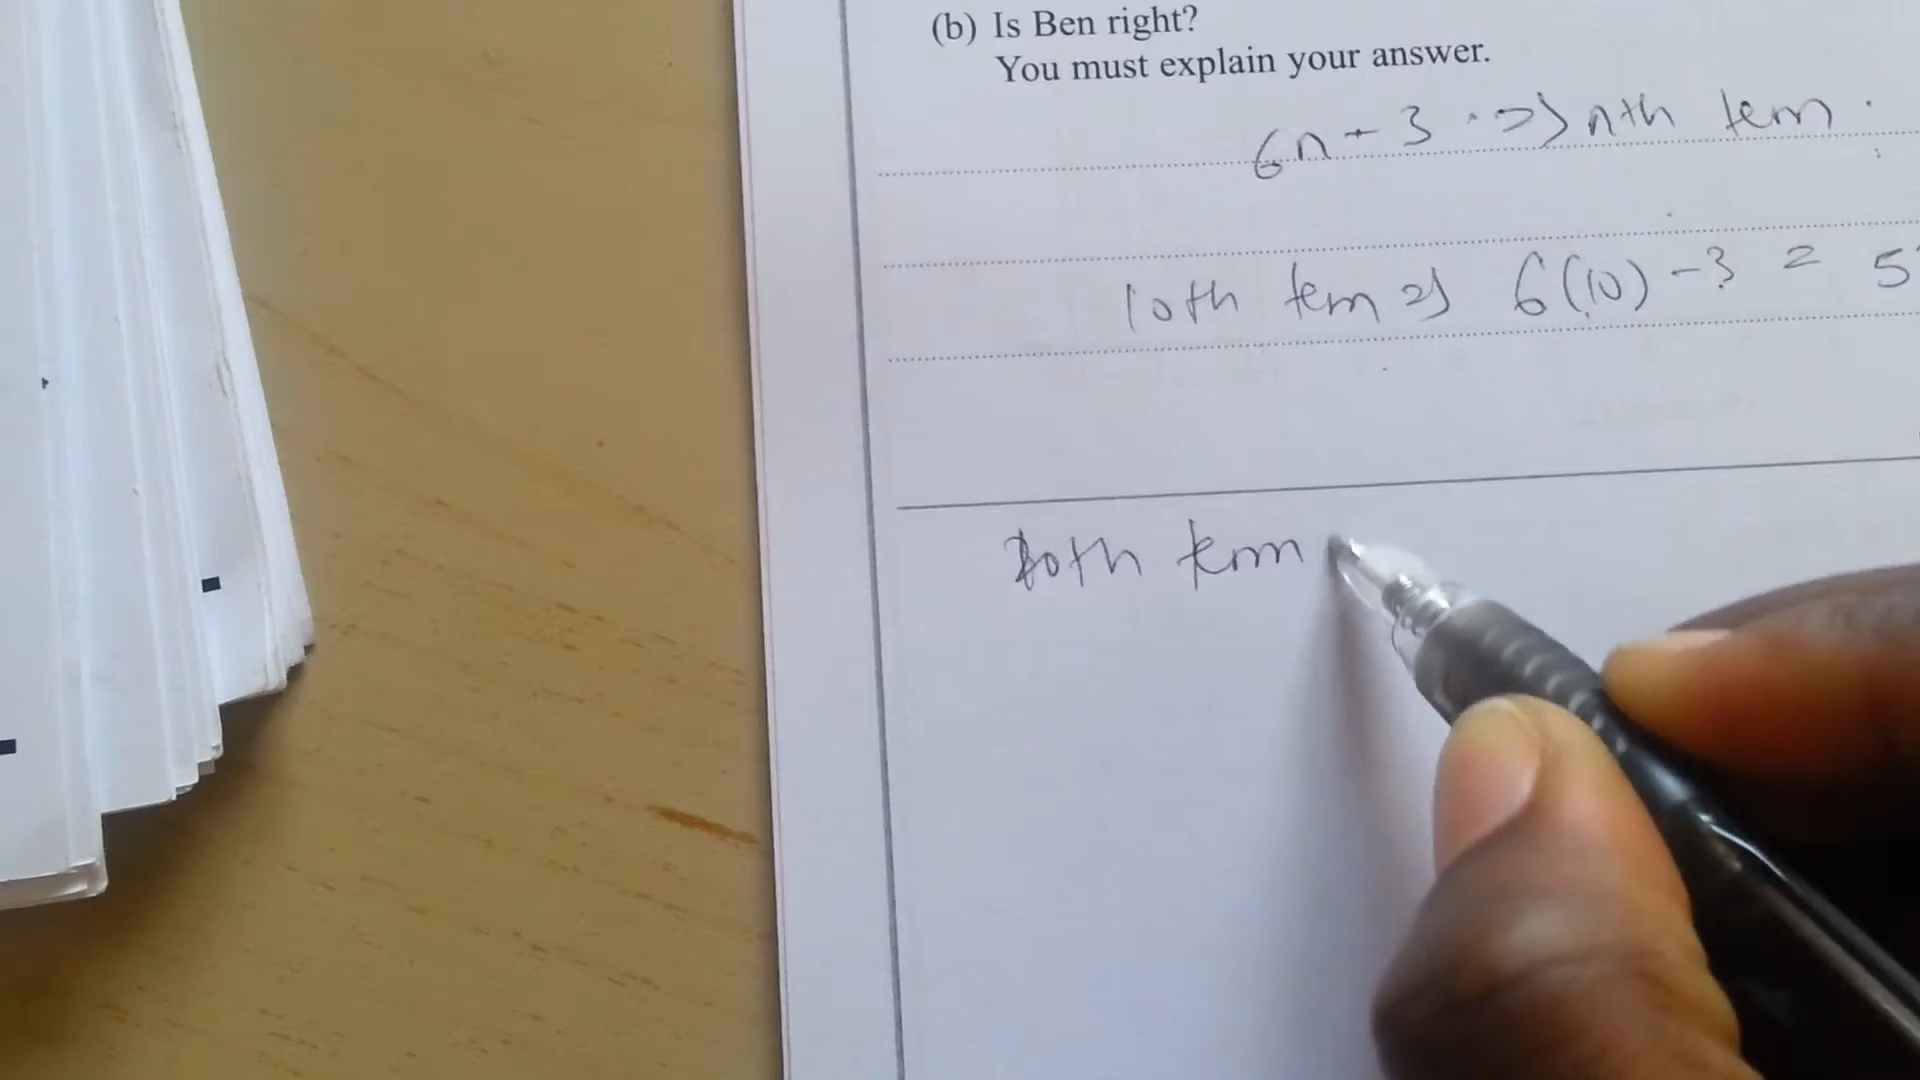 (b) Is Ben right?
You must explain your answer.
6n - 3 => nth term
10th term => 6(10) - 3 = 5
20th term